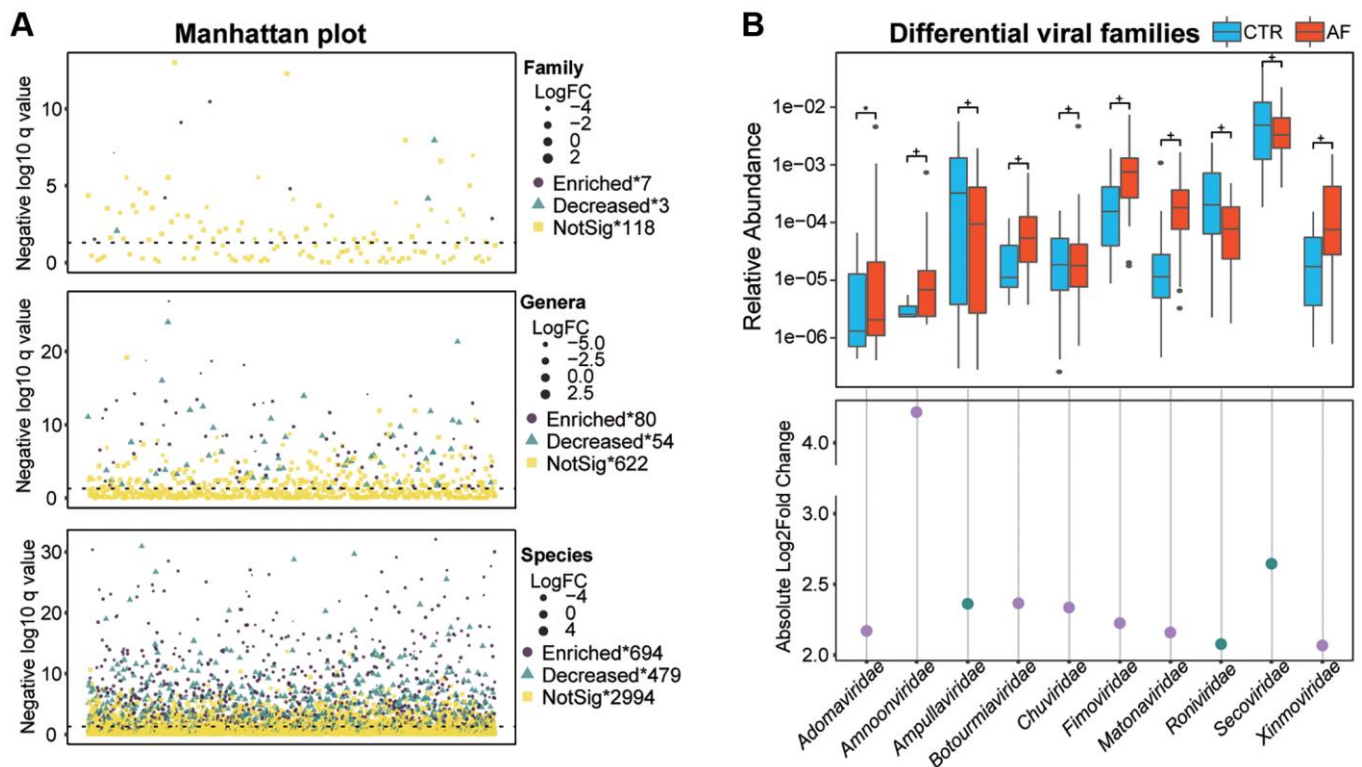 A
Manhattan plot
Negative log10 q value
10
5
0
Family
LogFC
−4
−2
0
2
Enriched*7
Decreased*3
NotSig*118
Negative log10 q value
20
10
0
Genera
LogFC
−5.0
−2.5
0.0
2.5
Enriched*80
Decreased*54
NotSig*622
Negative log10 q value
30
20
10
0
Species
LogFC
−4
0
4
Enriched*694
Decreased*479
NotSig*2994
B
Differential viral families
CTR
AF
Relative Abundance
1e−02
1e−03
1e−04
1e−05
1e−06
*
+
+
+
+
+
+
+
+
+
Absolute Log2Fold Change
4.0
3.0
2.5
2.0
Adomaviridae
Amnoonviridae
Ampullaviridae
Botourmiaviridae
Chuviridae
Fimoviridae
Matonaviridae
Roniviridae
Secoviridae
Xinmoviridae